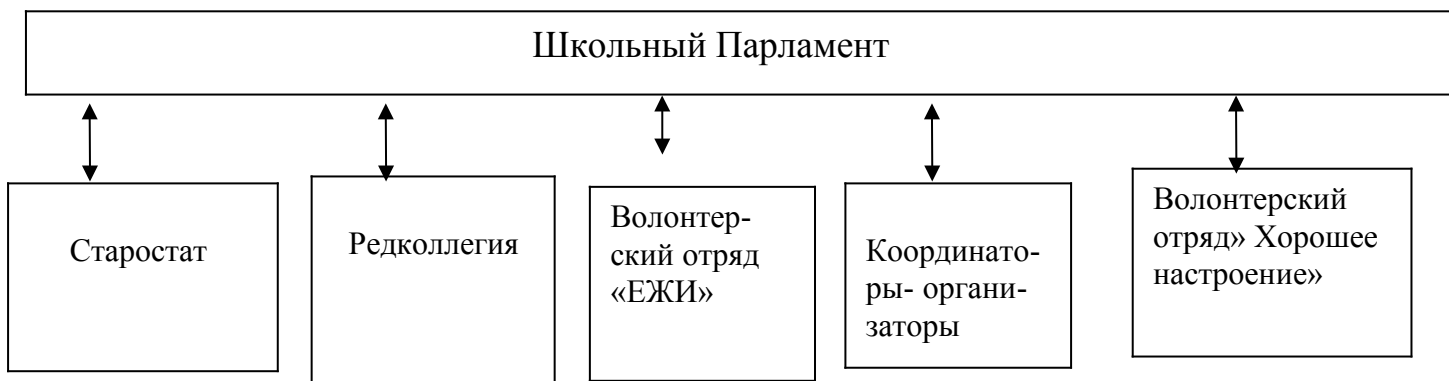 Школьный Парламент
Старостат
Редколлегия
Волонтер-
ский отряд
«ЕЖИ»
Координато-
ры- органи-
заторы
Волонтерский
отряд» Хорошее
настроение»